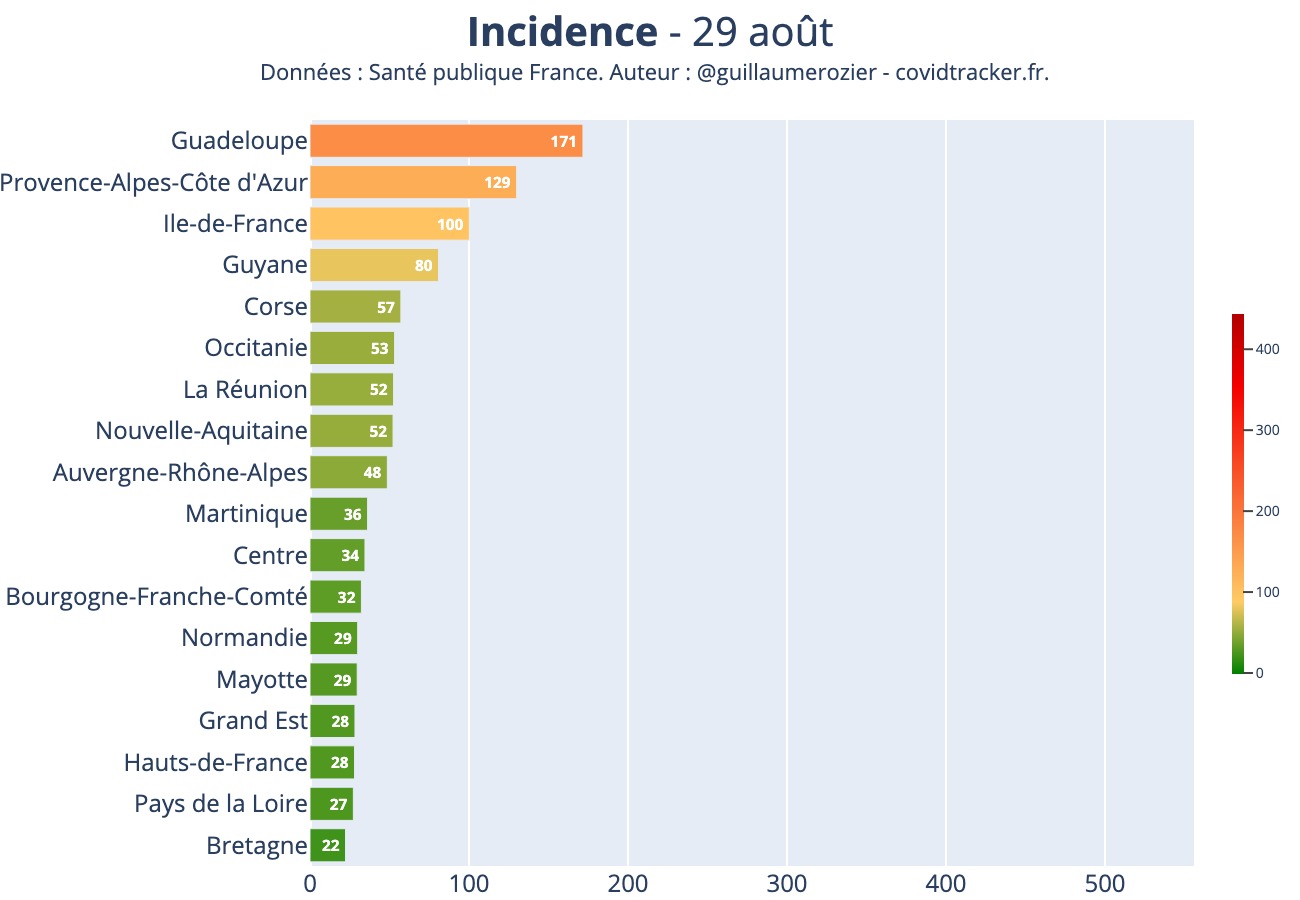 Incidence - 29 août
Données : Santé publique France. Auteur : @guillaumerozier - covidtracker.fr.
Guadeloupe 171
Provence-Alpes-Côte d'Azur 129
Ile-de-France 100
Guyane 80
Corse 57
Occitanie 53
La Réunion 52
Nouvelle-Aquitaine 52
Auvergne-Rhône-Alpes 48
Martinique 36
Centre 34
Bourgogne-Franche-Comté 32
Normandie 29
Mayotte 29
Grand Est 28
Hauts-de-France 28
Pays de la Loire 27
Bretagne 22
0 100 200 300 400 500
400
300
200
100
0